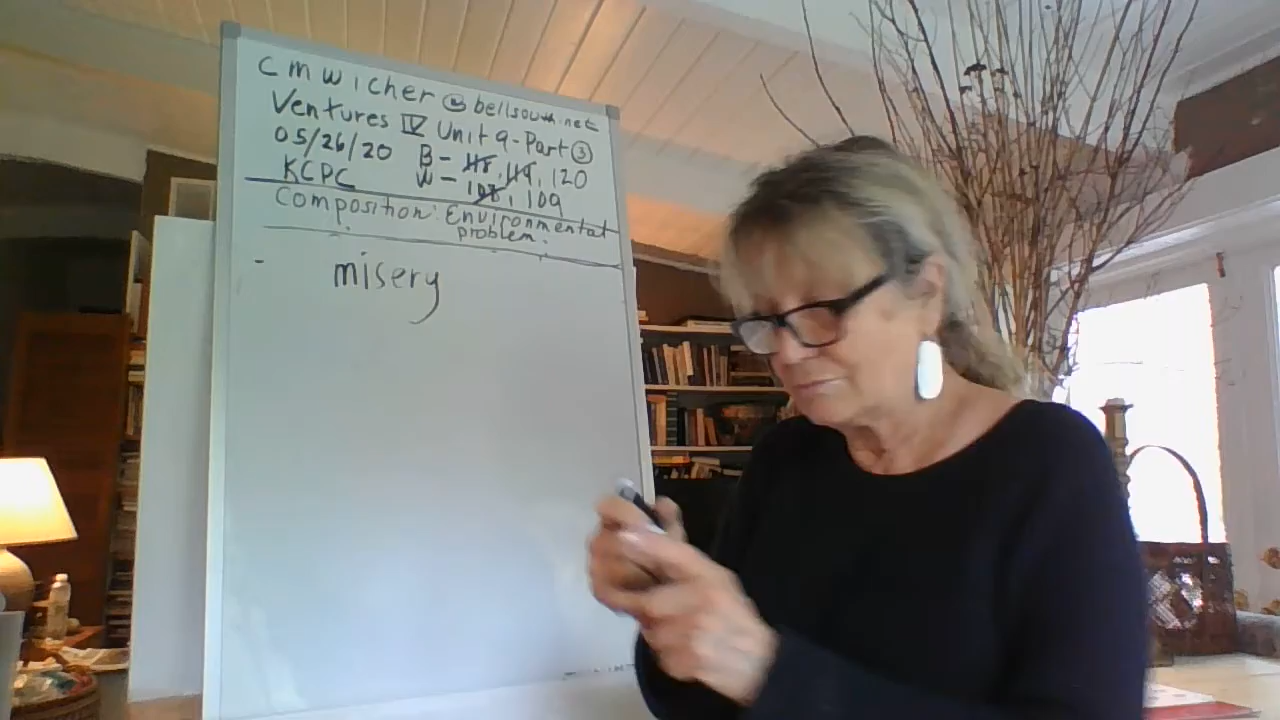 cmwicher@bellsouth.net
Ventures IV Unit 9-Part ③
05/26/20 B-118, 119, 120
KCPC W-108, 109
Composition: Environmental
problem.
- misery